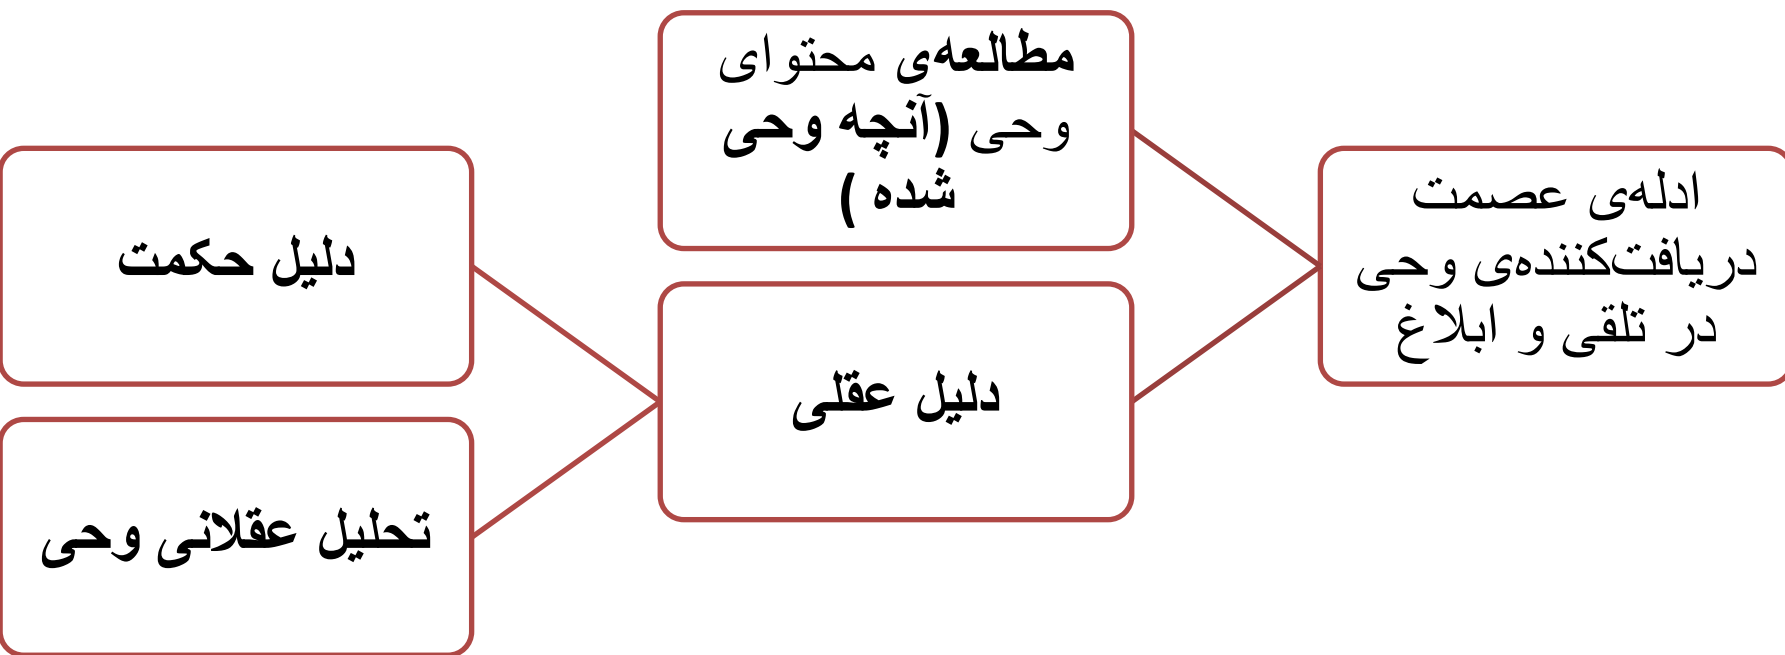 ادله‌ی عصمت
دریافت‌کننده‌ی وحی
در تلقی و ابلاغ
مطالعه‌ی محتوای
وحی (آنچه وحی
شده )
دلیل عقلی
دلیل حکمت
تحلیل عقلانی وحی